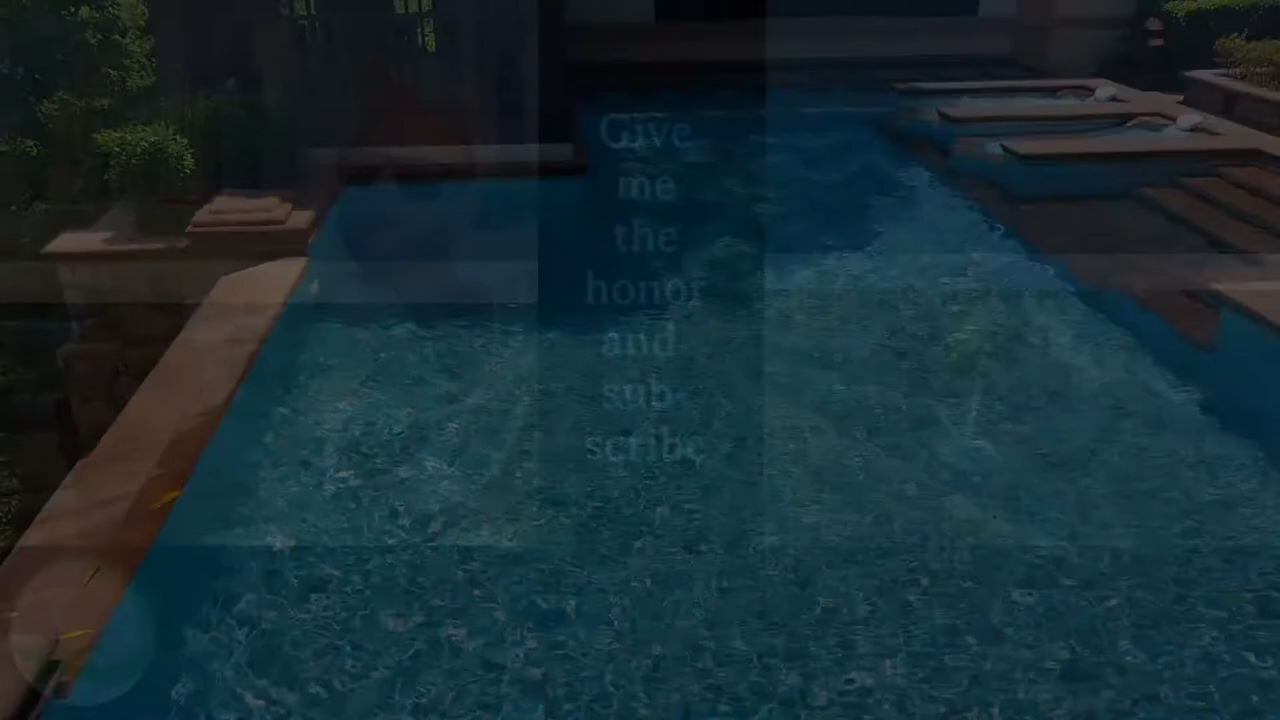 Give
me
the
honor
and
sub-
scribe